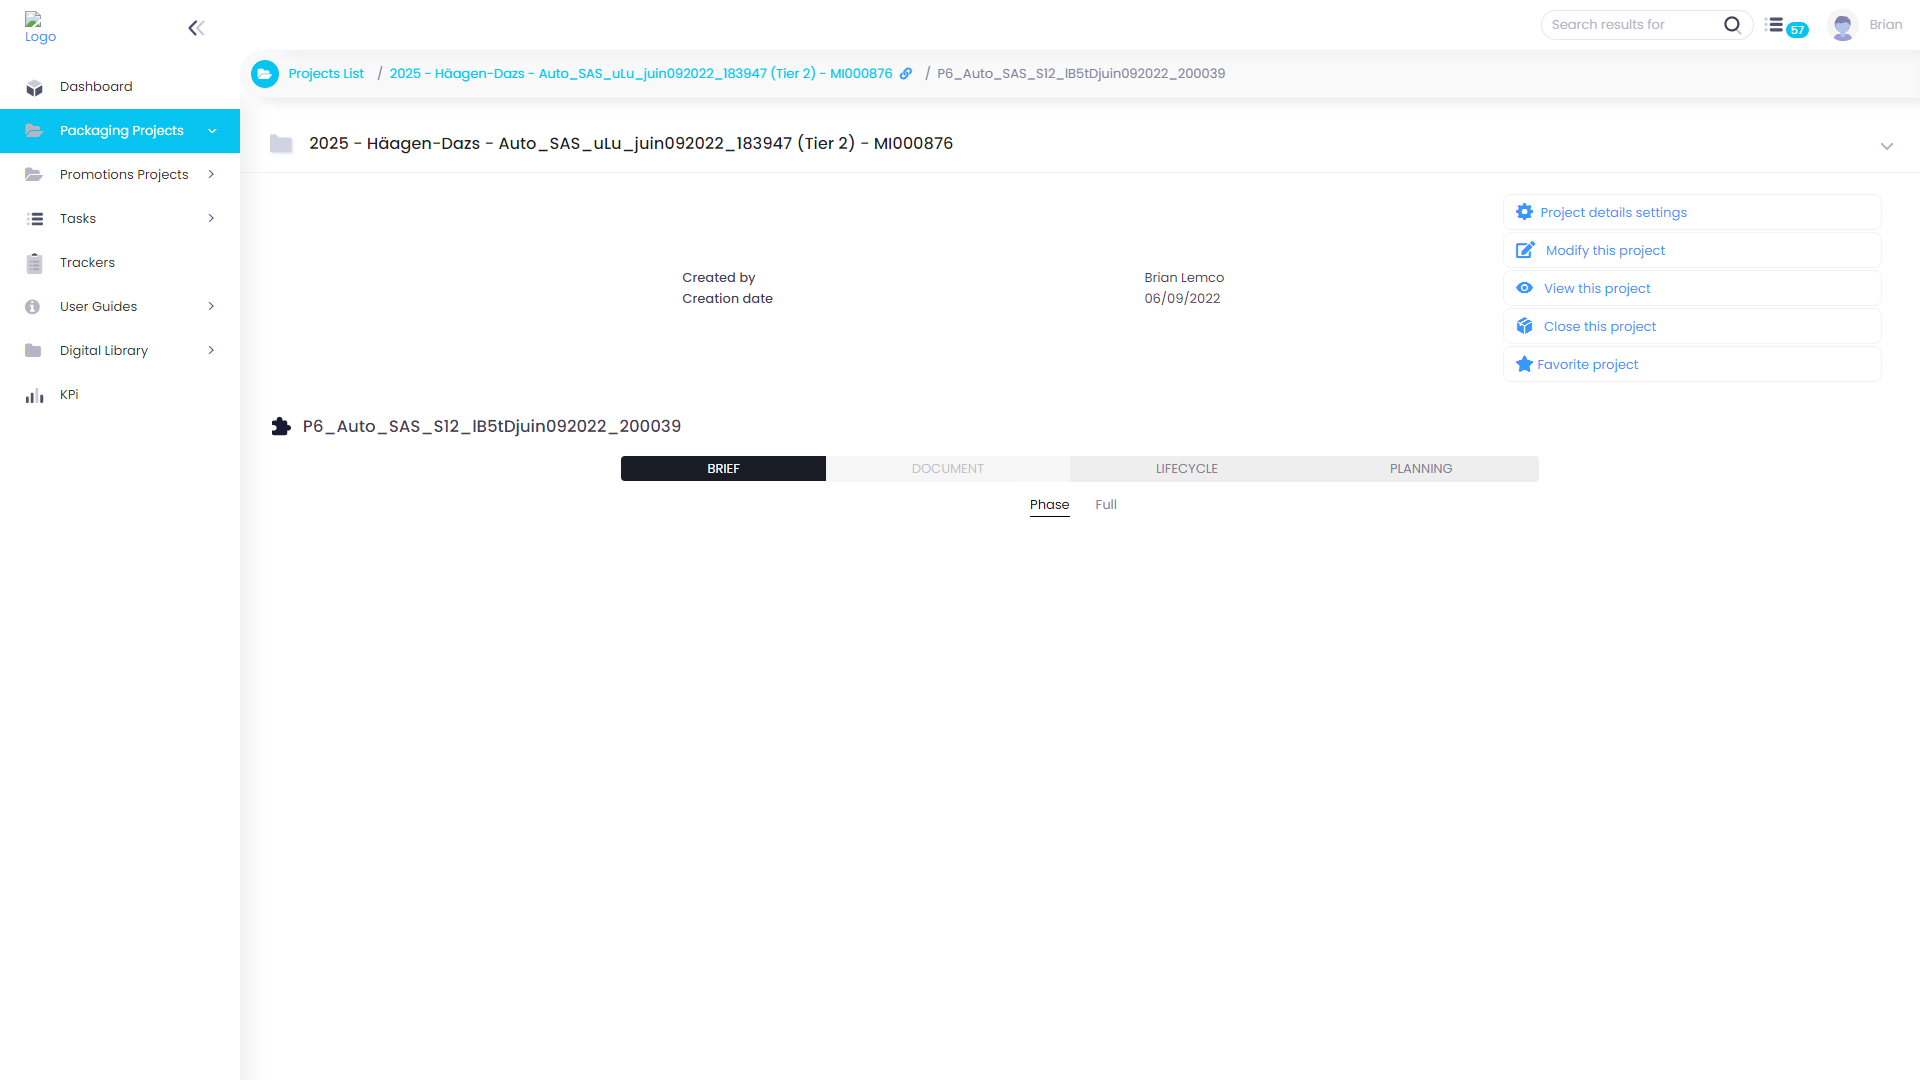 Logo
Search results for
57
Brian
Projects List / 2025 - Häagen-Dazs - Auto_SAS_uLu_juin092022_183947 (Tier 2) - MI000876 / P6_Auto_SAS_S12_lB5tDjuin092022_200039
Dashboard
Packaging Projects
Promotions Projects
Tasks
Trackers
User Guides
Digital Library
KPi
2025 - Häagen-Dazs - Auto_SAS_uLu_juin092022_183947 (Tier 2) - MI000876
Created by Brian Lemco
Creation date 06/09/2022
Project details settings
Modify this project
View this project
Close this project
Favorite project
P6_Auto_SAS_S12_lB5tDjuin092022_200039
BRIEF DOCUMENT LIFECYCLE PLANNING
Phase Full